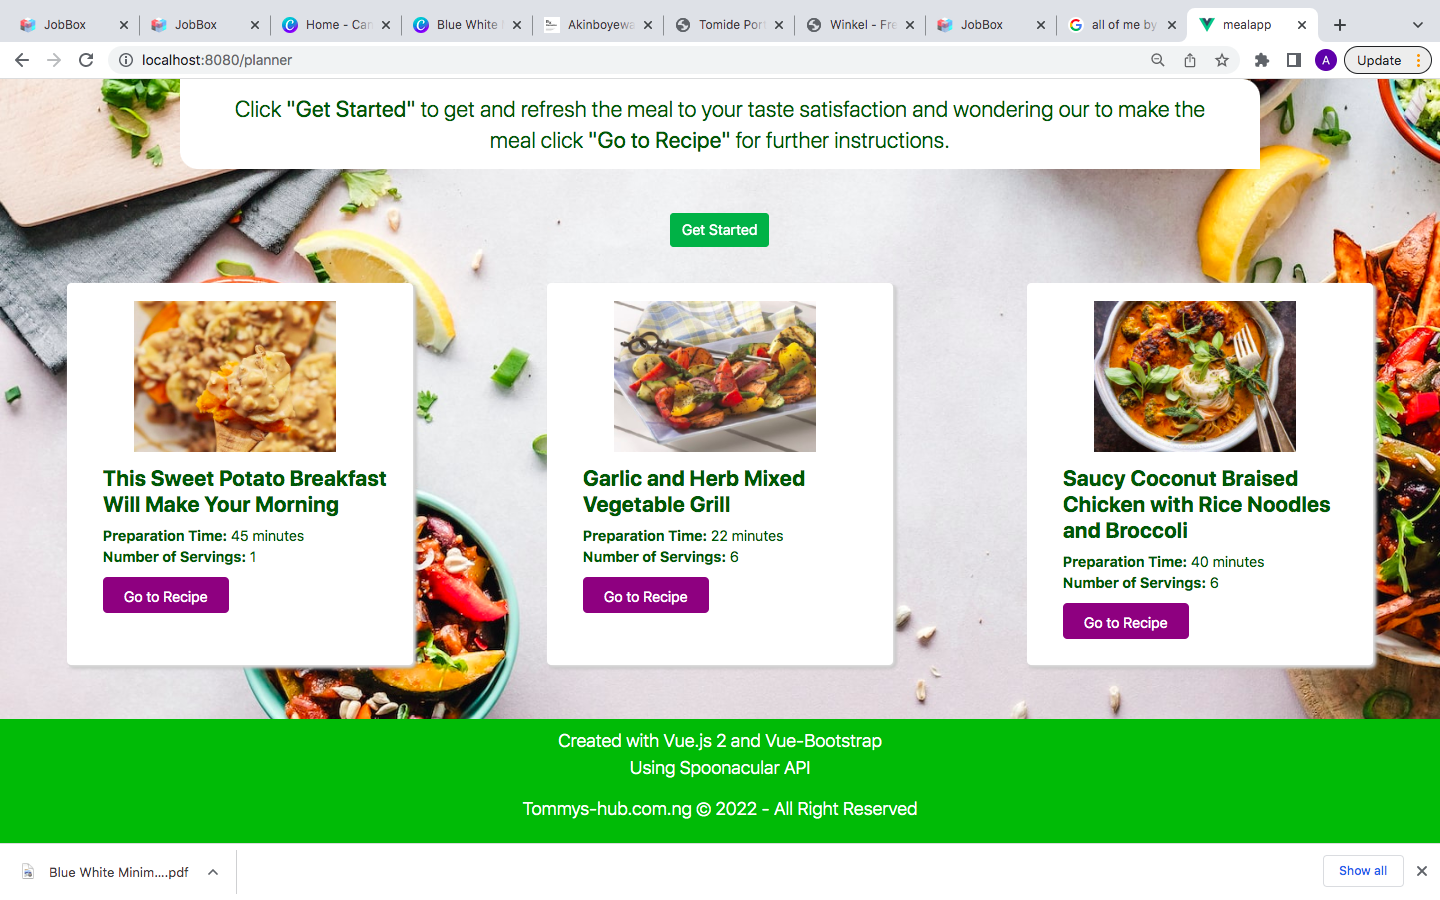 JobBox
JobBox
Home - Can
Blue White
Akinboyewa
Tomide Port
Winkel - Fre
JobBox
all of me by
mealapp
localhost:8080/planner
A
Update
Click "Get Started" to get and refresh the meal to your taste satisfaction and wondering our to make the
meal click "Go to Recipe" for further instructions.
Get Started
This Sweet Potato Breakfast
Will Make Your Morning
Preparation Time: 45 minutes
Number of Servings: 1
Go to Recipe
Garlic and Herb Mixed
Vegetable Grill
Preparation Time: 22 minutes
Number of Servings: 6
Go to Recipe
Saucy Coconut Braised
Chicken with Rice Noodles
and Broccoli
Preparation Time: 40 minutes
Number of Servings: 6
Go to Recipe
Created with Vue.js 2 and Vue-Bootstrap
Using Spoonacular API
Tommys-hub.com.ng © 2022 - All Right Reserved
Blue White Minim....pdf
Show all